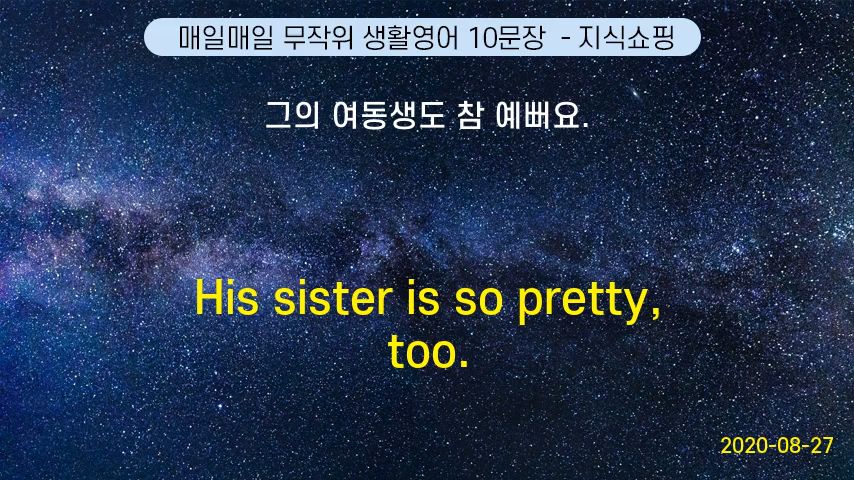 매일매일 무작위 생활영어 10문장 - 지식쇼핑
그의 여동생도 참 예뻐요.
His sister is so pretty,
too.
2020-08-27